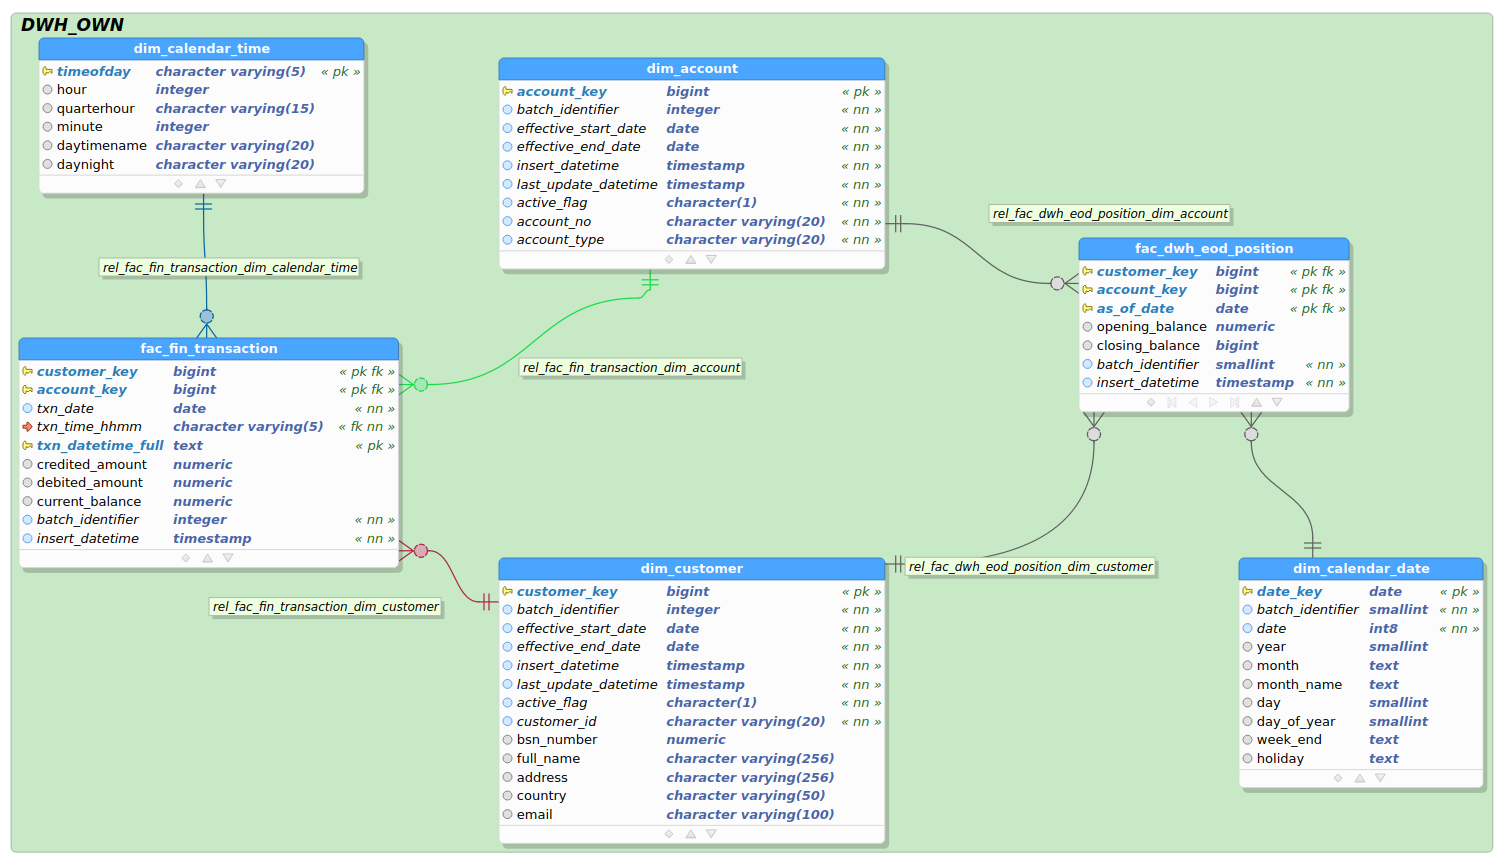 DWH_OWN
dim_calendar_time
timeofday character varying(5) « pk »
hour integer
quarterhour character varying(15)
minute integer
daytimename character varying(20)
daynight character varying(20)
dim_account
account_key bigint « pk »
batch_identifier integer « nn »
effective_start_date date « nn »
effective_end_date date « nn »
insert_datetime timestamp « nn »
last_update_datetime timestamp « nn »
active_flag character(1) « nn »
account_no character varying(20) « nn »
account_type character varying(20) « nn »
rel_fac_dwh_eod_position_dim_account
fac_dwh_eod_position
customer_key bigint « pk fk »
account_key bigint « pk fk »
as_of_date date « pk fk »
opening_balance numeric
closing_balance bigint
batch_identifier smallint « nn »
insert_datetime timestamp « nn »
rel_fac_fin_transaction_dim_calendar_time
fac_fin_transaction
customer_key bigint « pk fk »
account_key bigint « pk fk »
txn_date date « nn »
txn_time_hhmm character varying(5) « fk nn »
txn_datetime_full text « pk »
credited_amount numeric
debited_amount numeric
current_balance numeric
batch_identifier integer « nn »
insert_datetime timestamp « nn »
rel_fac_fin_transaction_dim_account
rel_fac_fin_transaction_dim_customer
dim_customer
customer_key bigint « pk »
batch_identifier integer « nn »
effective_start_date date « nn »
effective_end_date date « nn »
insert_datetime timestamp « nn »
last_update_datetime timestamp « nn »
active_flag character(1) « nn »
customer_id character varying(20) « nn »
bsn_number numeric
full_name character varying(256)
address character varying(256)
country character varying(50)
email character varying(100)
rel_fac_dwh_eod_position_dim_customer
dim_calendar_date
date_key date « pk »
batch_identifier smallint « nn »
date int8 « nn »
year smallint
month text
month_name text
day smallint
day_of_year smallint
week_end text
holiday text